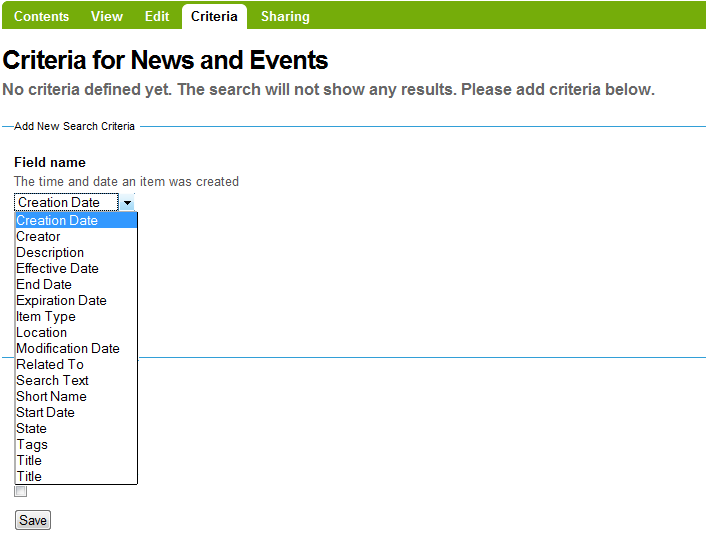 Contents View Edit Criteria Sharing
Criteria for News and Events
No criteria defined yet. The search will not show any results. Please add criteria below.
Add New Search Criteria
Field name
The time and date an item was created
Creation Date
Creation Date
Creator
Description
Effective Date
End Date
Expiration Date
Item Type
Location
Modification Date
Related To
Search Text
Short Name
Start Date
State
Tags
Title
Title
Save